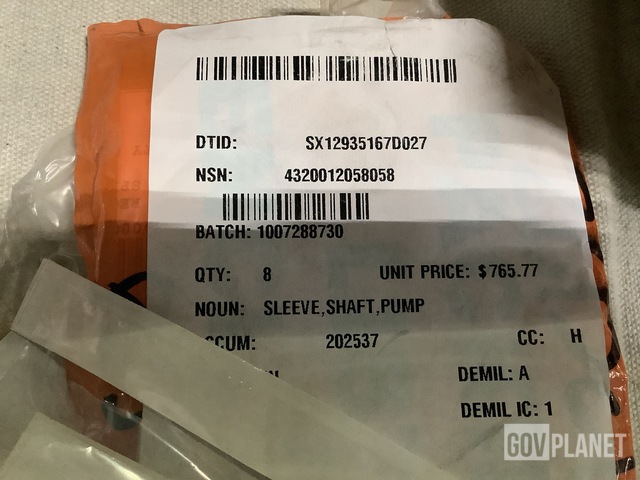 DTID: SX12935167D027
NSN: 4320012058058
BATCH: 1007288730
QTY: 8 UNIT PRICE: $765.77
NOUN: SLEEVE,SHAFT,PUMP
CCUM: 202537 CC: H
DEMIL: A
DEMIL IC: 1
GOVPLANET